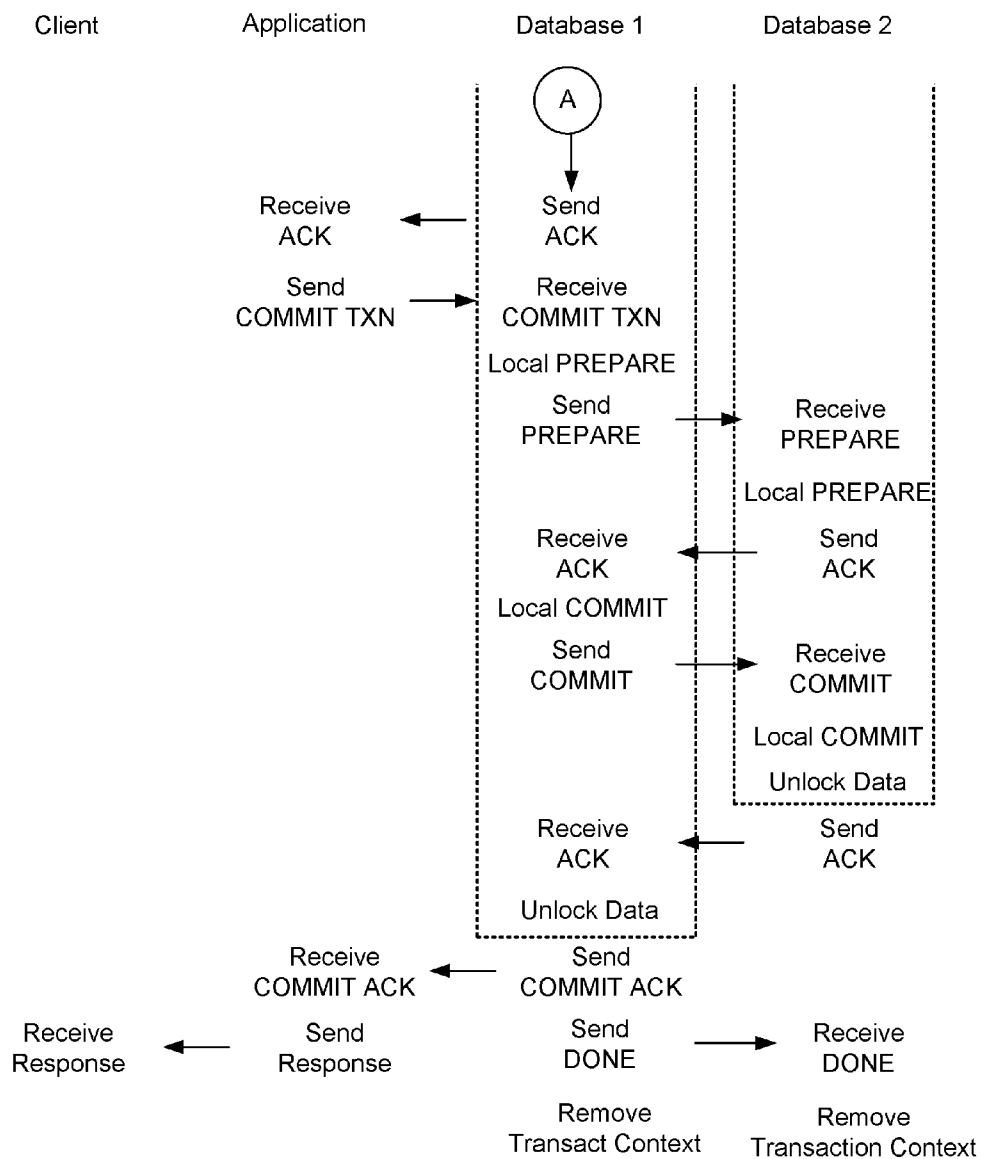 Client Application Database 1 Database 2
A
Receive Send
ACK ACK
Send Receive
COMMIT TXN COMMIT TXN
Local PREPARE
Send Receive
PREPARE PREPARE
Local PREPARE
Receive Send
ACK ACK
Local COMMIT
Send Receive
COMMIT COMMIT
Local COMMIT
Unlock Data
Receive Send
ACK ACK
Unlock Data
Receive Send
COMMIT ACK COMMIT ACK
Receive Send Send Receive
Response Response DONE DONE
Remove Remove
Transact Context Transaction Context